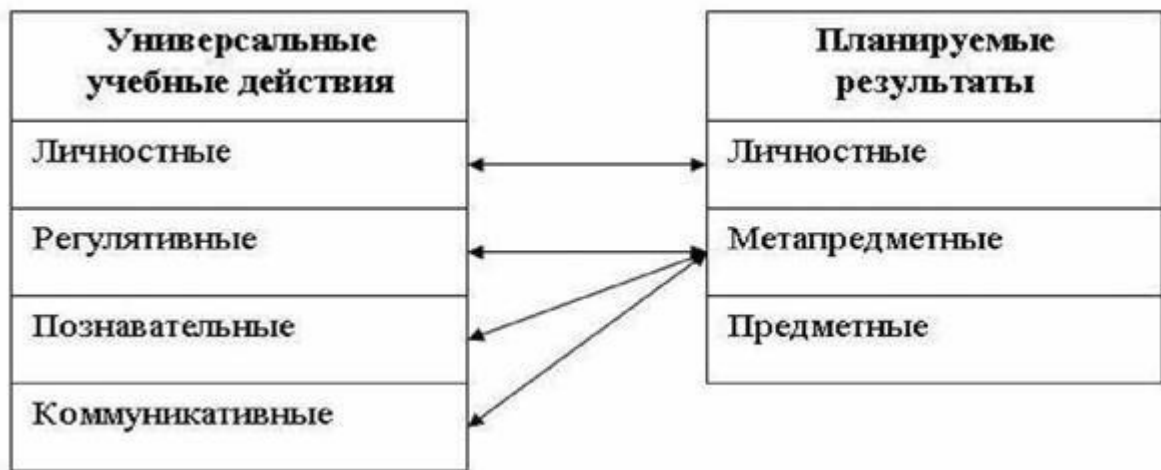 Универсальные
учебные действия
Личностные
Регулятивные
Познавательные
Коммуникативные
Планируемые
результаты
Личностные
Метапредметные
Предметные